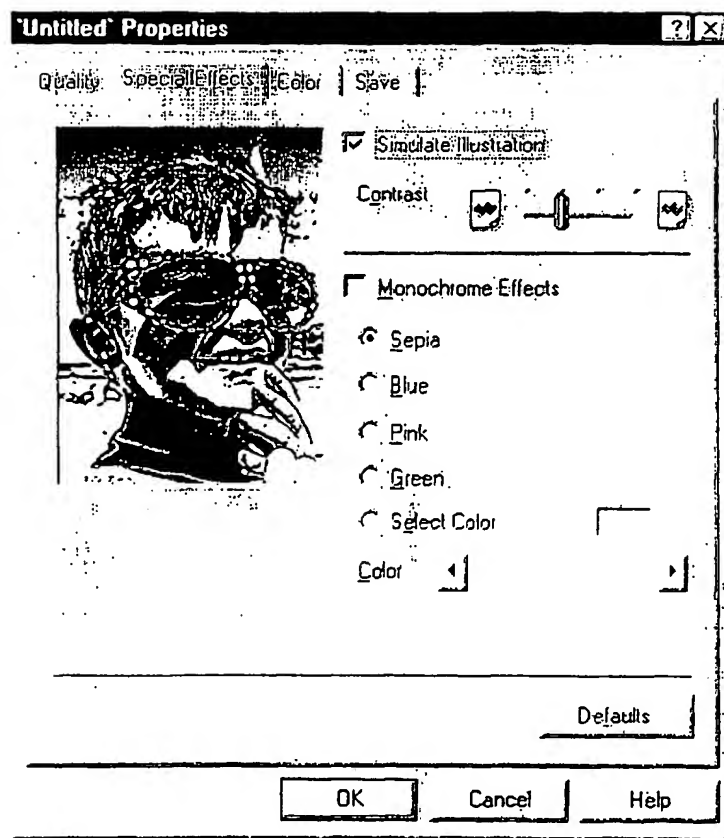 `Untitled` Properties ? ×
Quality Special Effects Color Save
Simulate Illustration
Contrast
Monochrome Effects
Sepia
Blue
Pink
Green
Select Color
Color
Defaults
OK Cancel Help